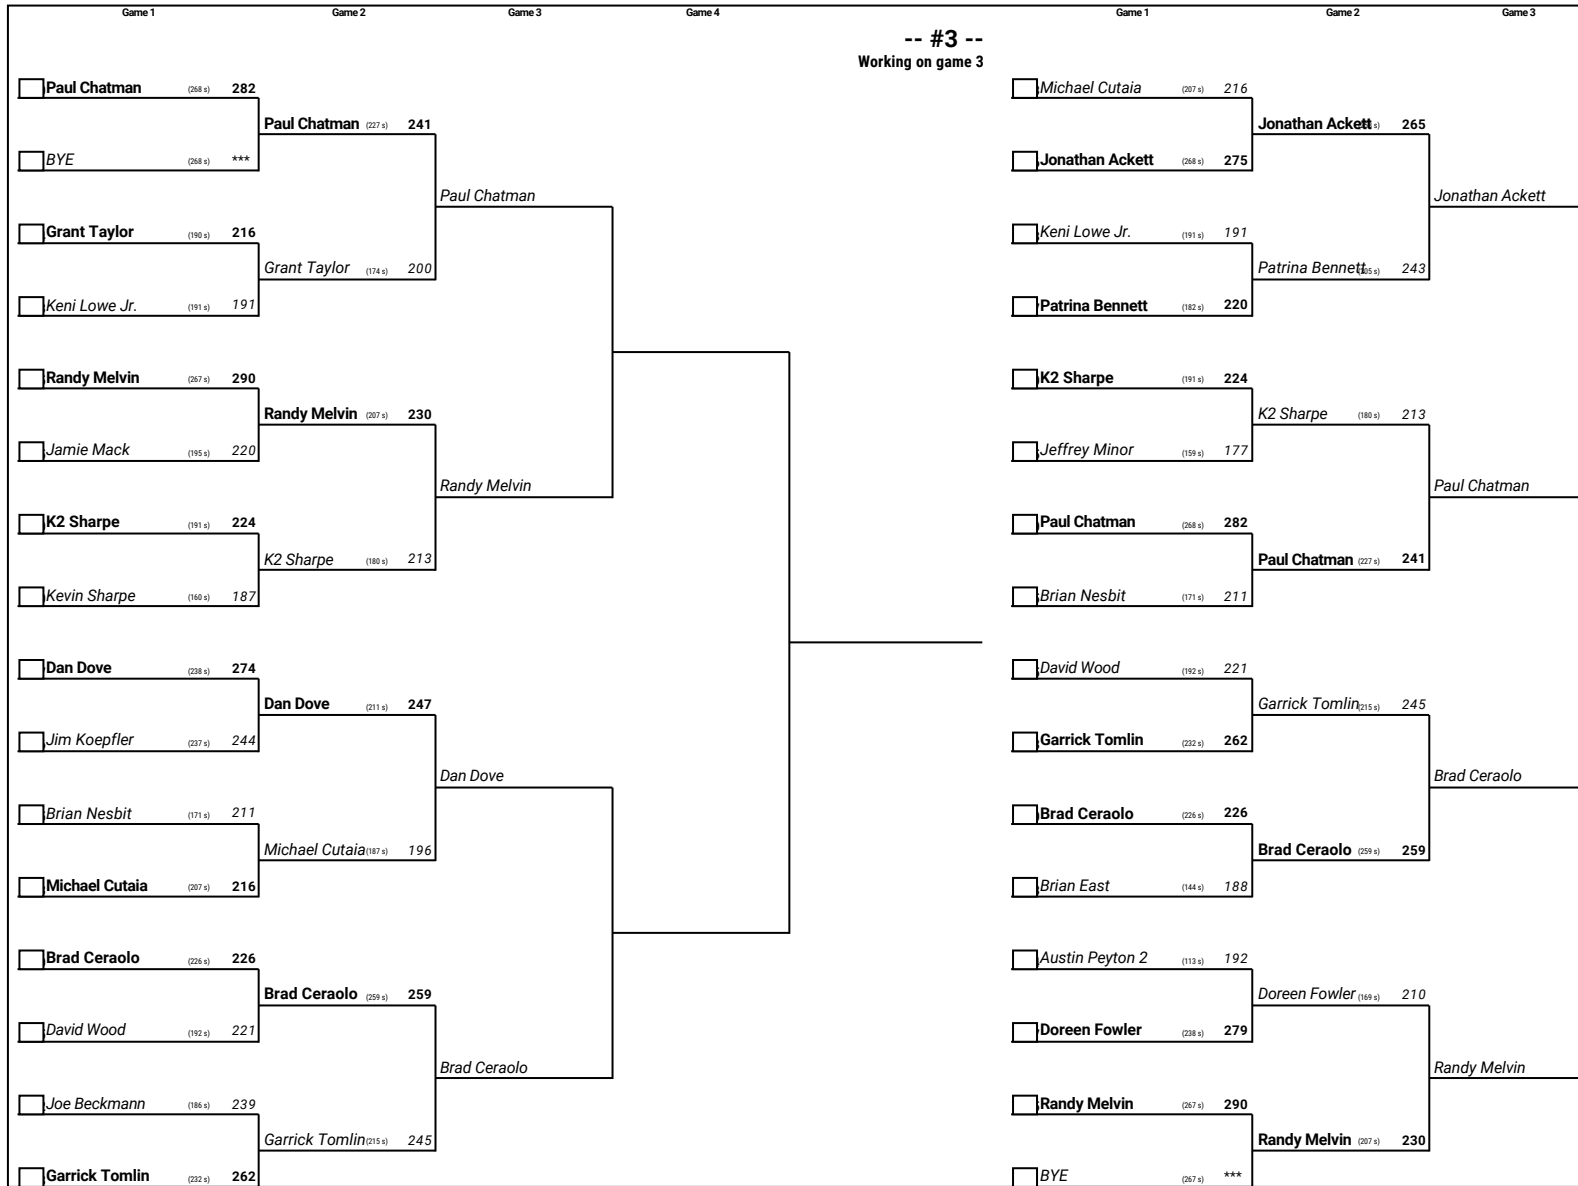 Game 1 Game 2 Game 3 Game 4 Game 1 Game 2 Game 3
-- #3 --
Working on game 3
Paul Chatman (268 s) 282
Paul Chatman (227 s) 241
BYE (268 s) ***
Paul Chatman
Grant Taylor (190 s) 216
Grant Taylor (174 s) 200
Keni Lowe Jr. (191 s) 191
Randy Melvin (267 s) 290
Randy Melvin (207 s) 230
Jamie Mack (195 s) 220
Randy Melvin
K2 Sharpe (191 s) 224
K2 Sharpe (180 s) 213
Kevin Sharpe (160 s) 187
Dan Dove (238 s) 274
Dan Dove (211 s) 247
Jim Koepfler (237 s) 244
Dan Dove
Brian Nesbit (171 s) 211
Michael Cutaia (187 s) 196
Michael Cutaia (207 s) 216
Brad Ceraolo (226 s) 226
Brad Ceraolo (259 s) 259
David Wood (192 s) 221
Brad Ceraolo
Joe Beckmann (186 s) 239
Garrick Tomlin (215 s) 245
Garrick Tomlin (232 s) 262
Michael Cutaia (207 s) 216
Jonathan Ackett 265
Jonathan Ackett (268 s) 275
Jonathan Ackett
Keni Lowe Jr. (191 s) 191
Patrina Bennett 243
Patrina Bennett (182 s) 220
K2 Sharpe (191 s) 224
K2 Sharpe (180 s) 213
Jeffrey Minor (159 s) 177
Paul Chatman
Paul Chatman (268 s) 282
Paul Chatman (227 s) 241
Brian Nesbit (171 s) 211
David Wood (192 s) 221
Garrick Tomlin (215 s) 245
Garrick Tomlin (232 s) 262
Brad Ceraolo
Brad Ceraolo (226 s) 226
Brad Ceraolo (259 s) 259
Brian East (144 s) 188
Austin Peyton 2 (113 s) 192
Doreen Fowler (169 s) 210
Doreen Fowler (238 s) 279
Randy Melvin
Randy Melvin (267 s) 290
Randy Melvin (207 s) 230
BYE (267 s) ***